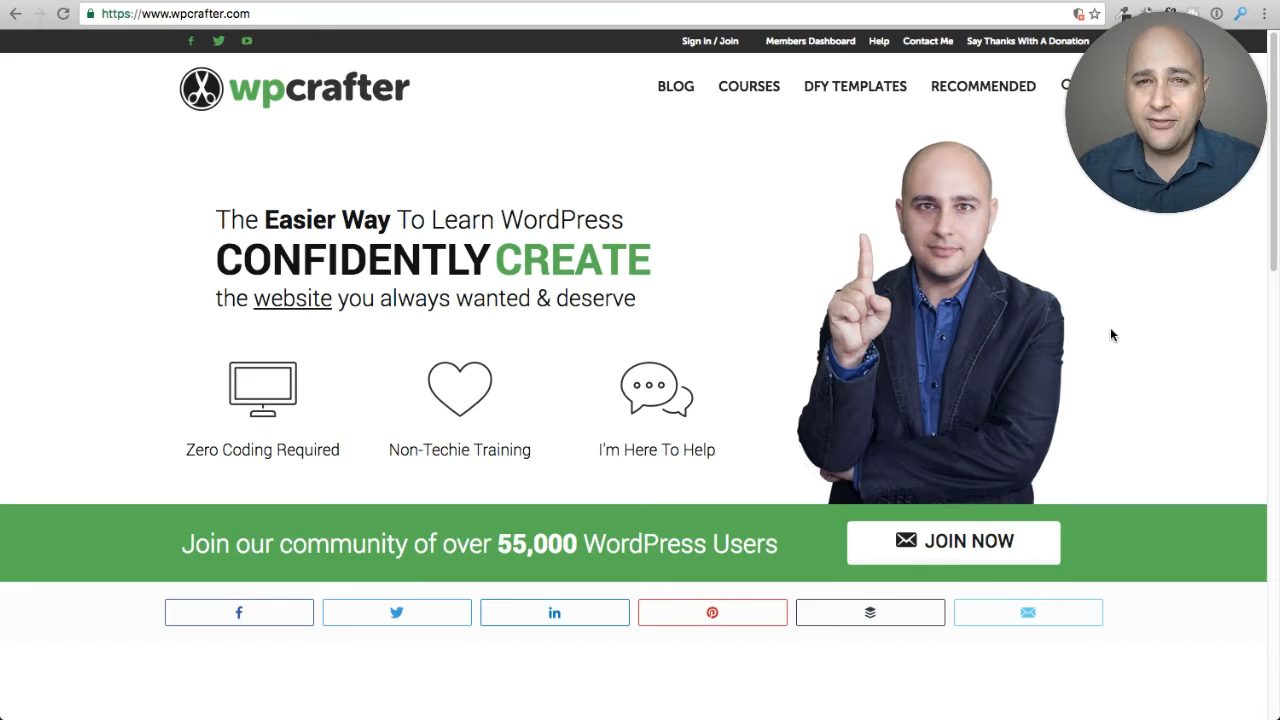 https://www.wpcrafter.com
Sign in / Join Members Dashboard Help Contact Me Say Thanks With A Donation
wpcrafter
BLOG COURSES DFY TEMPLATES RECOMMENDED
The Easier Way To Learn WordPress
CONFIDENTLY CREATE
the website you always wanted & deserve
Zero Coding Required Non-Techie Training I'm Here To Help
Join our community of over 55,000 WordPress Users
JOIN NOW